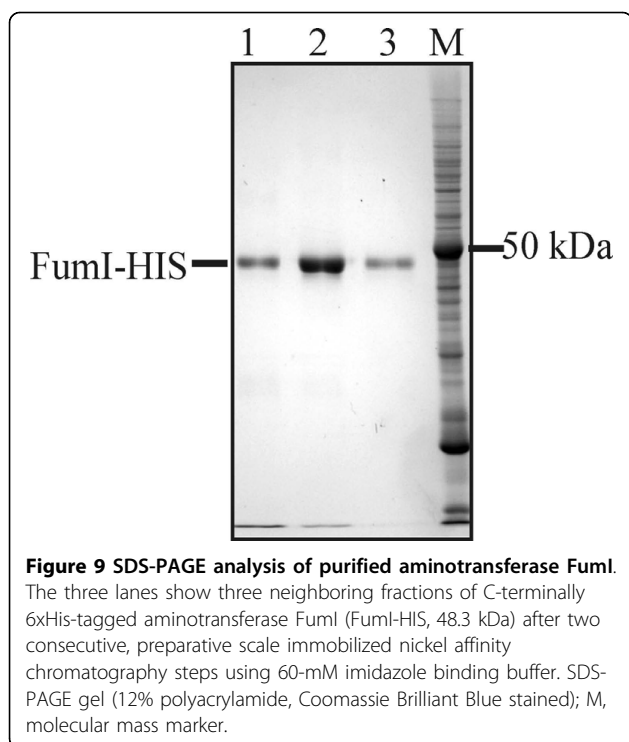 1 2 3 M
FumI-HIS
50 kDa
Figure 9 SDS-PAGE analysis of purified aminotransferase FumI.
The three lanes show three neighboring fractions of C-terminally
6xHis-tagged aminotransferase FumI (FumI-HIS, 48.3 kDa) after two
consecutive, preparative scale immobilized nickel affinity
chromatography steps using 60-mM imidazole binding buffer. SDS-
PAGE gel (12% polyacrylamide, Coomassie Brilliant Blue stained); M,
molecular mass marker.